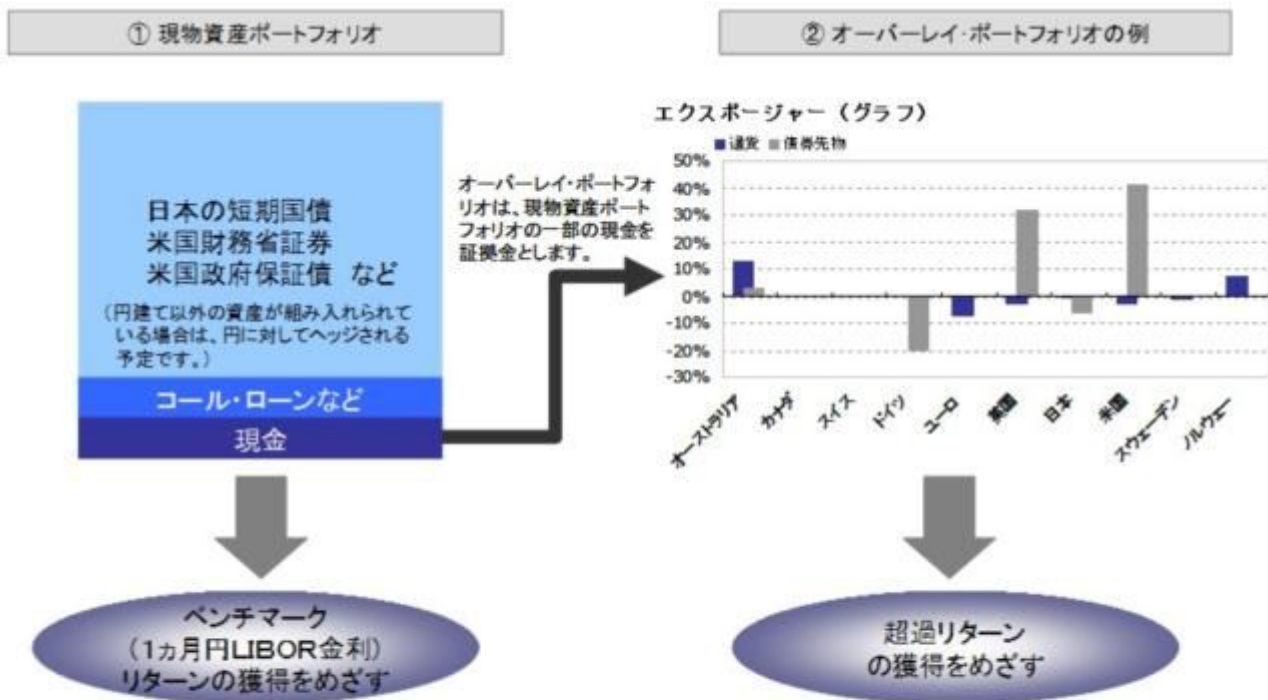 ① 現物資産ポートフォリオ
日本の短期国債
米国財務省証券
米国政府保証債 など
(円建て以外の資産が組み入れられて
いる場合は、円に対してヘッジされる
予定です。)
コール・ローンなど
現金
オーバーレイ・ポートフォ
リオは、現物資産ポート
フォリオの一部の現金を
証拠金とします。
ベンチマーク
(1ヵ月円LIBOR金利)
リターンの獲得をめざす
② オーバーレイ・ポートフォリオの例
エクスポージャー(グラフ)
通貨 債券先物
50%
40%
30%
20%
10%
0%
-10%
-20%
-30%
オーストラリア
カナダ
スイス
ドイツ
ユーロ
英国
日本
米国
スウェーデン
ノルウェー
超過リターン
の獲得をめざす